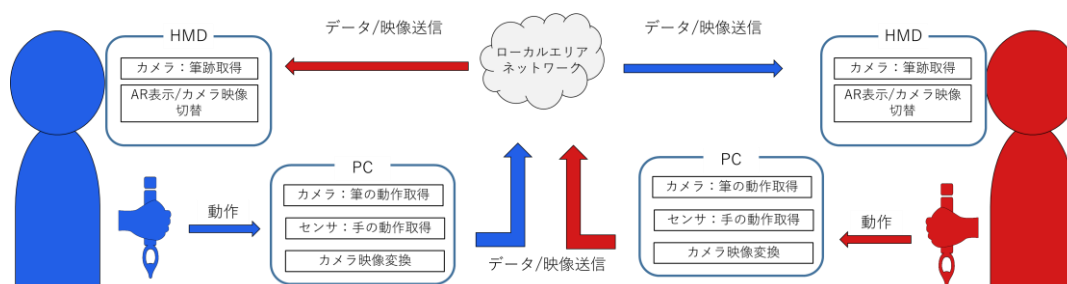 データ/映像送信
データ/映像送信
HMD
カメラ：筆跡取得
AR表示/カメラ映像
切替
ローカルエリア
ネットワーク
HMD
カメラ：筆跡取得
AR表示/カメラ映像
切替
動作
PC
カメラ：筆の動作取得
センサ：手の動作取得
カメラ映像変換
データ/映像送信
PC
カメラ：筆の動作取得
センサ：手の動作取得
カメラ映像変換
動作